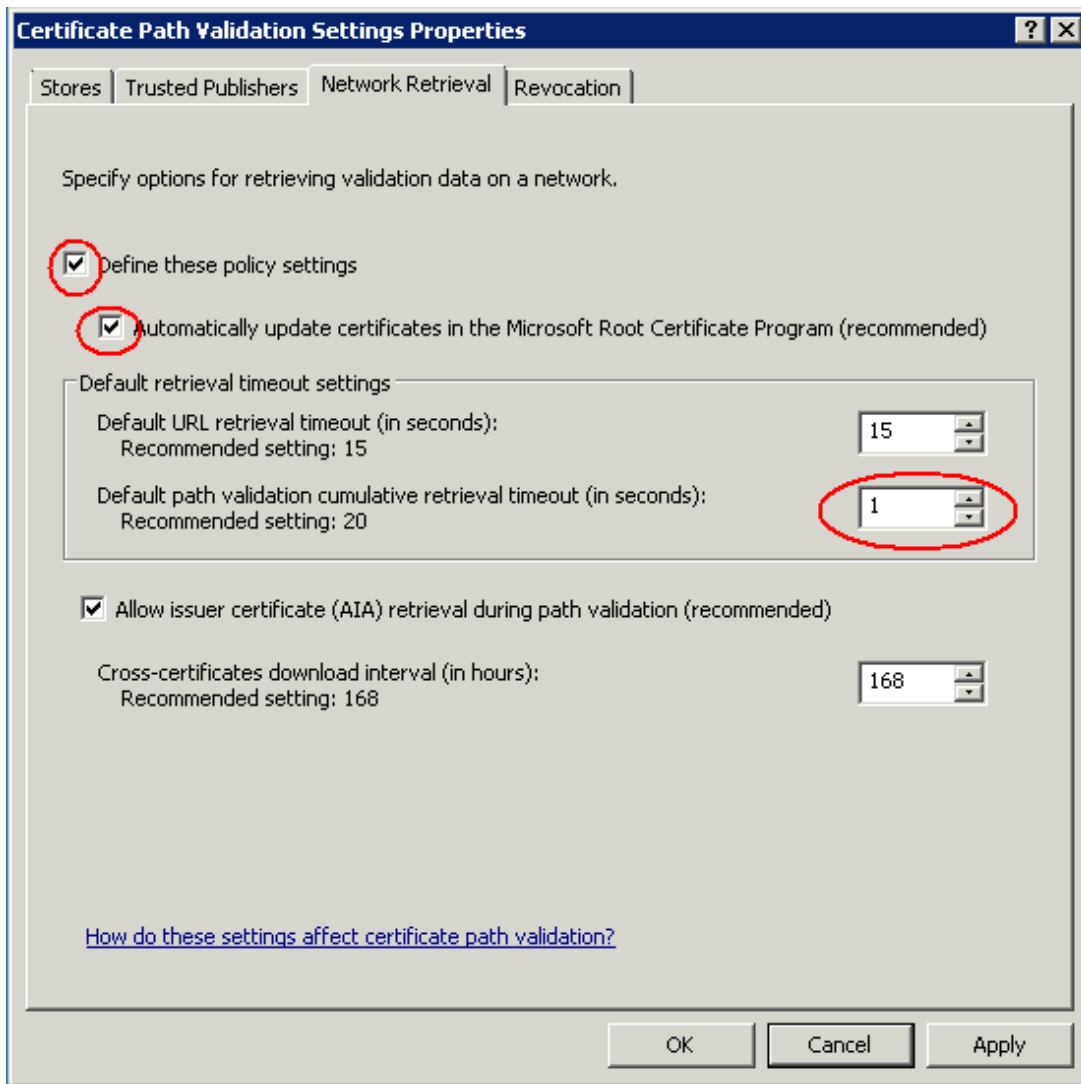 Certificate Path Validation Settings Properties
Stores
Trusted Publishers
Network Retrieval
Revocation
Specify options for retrieving validation data on a network.
Define these policy settings
Automatically update certificates in the Microsoft Root Certificate Program (recommended)
Default retrieval timeout settings
Default URL retrieval timeout (in seconds):
15
Recommended setting: 15
Default path validation cumulative retrieval timeout (in seconds):
1
Recommended setting: 20
Allow issuer certificate (AIA) retrieval during path validation (recommended)
Cross-certificates download interval (in hours):
168
Recommended setting: 168
How do these settings affect certificate path validation?
OK
Cancel
Apply